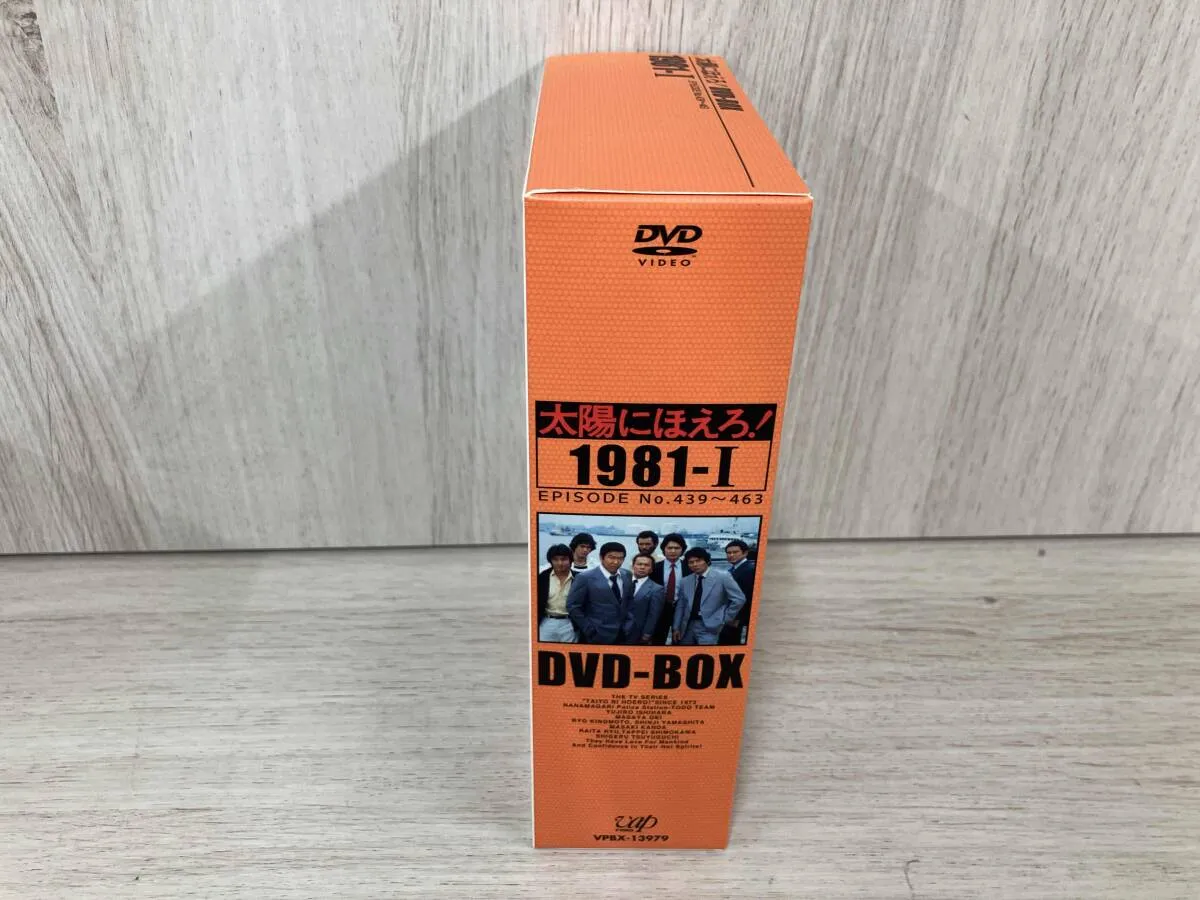 1981-I
DVD
VIDEO
太陽にほえろ!
1981-I
EPISODE No.439〜463
DVD-BOX
THE TV SERIES
"TAIYO NI HOERO!" SINCE 1972
NANAMAGARI Police Station-TODO TEAM
YUJIRO ISHIHARA
MASAYA OKI
RYO KINOMOTO, SHINJI YAMASHITA
MASAKI KANDA
RAITA RYU, TAPPEI SHIMOKAWA
SHIGERU TSUYUGUCHI
They Have Love For Mankind
And Confidence In Their Hot Spirits!
vap
VPBX-13979